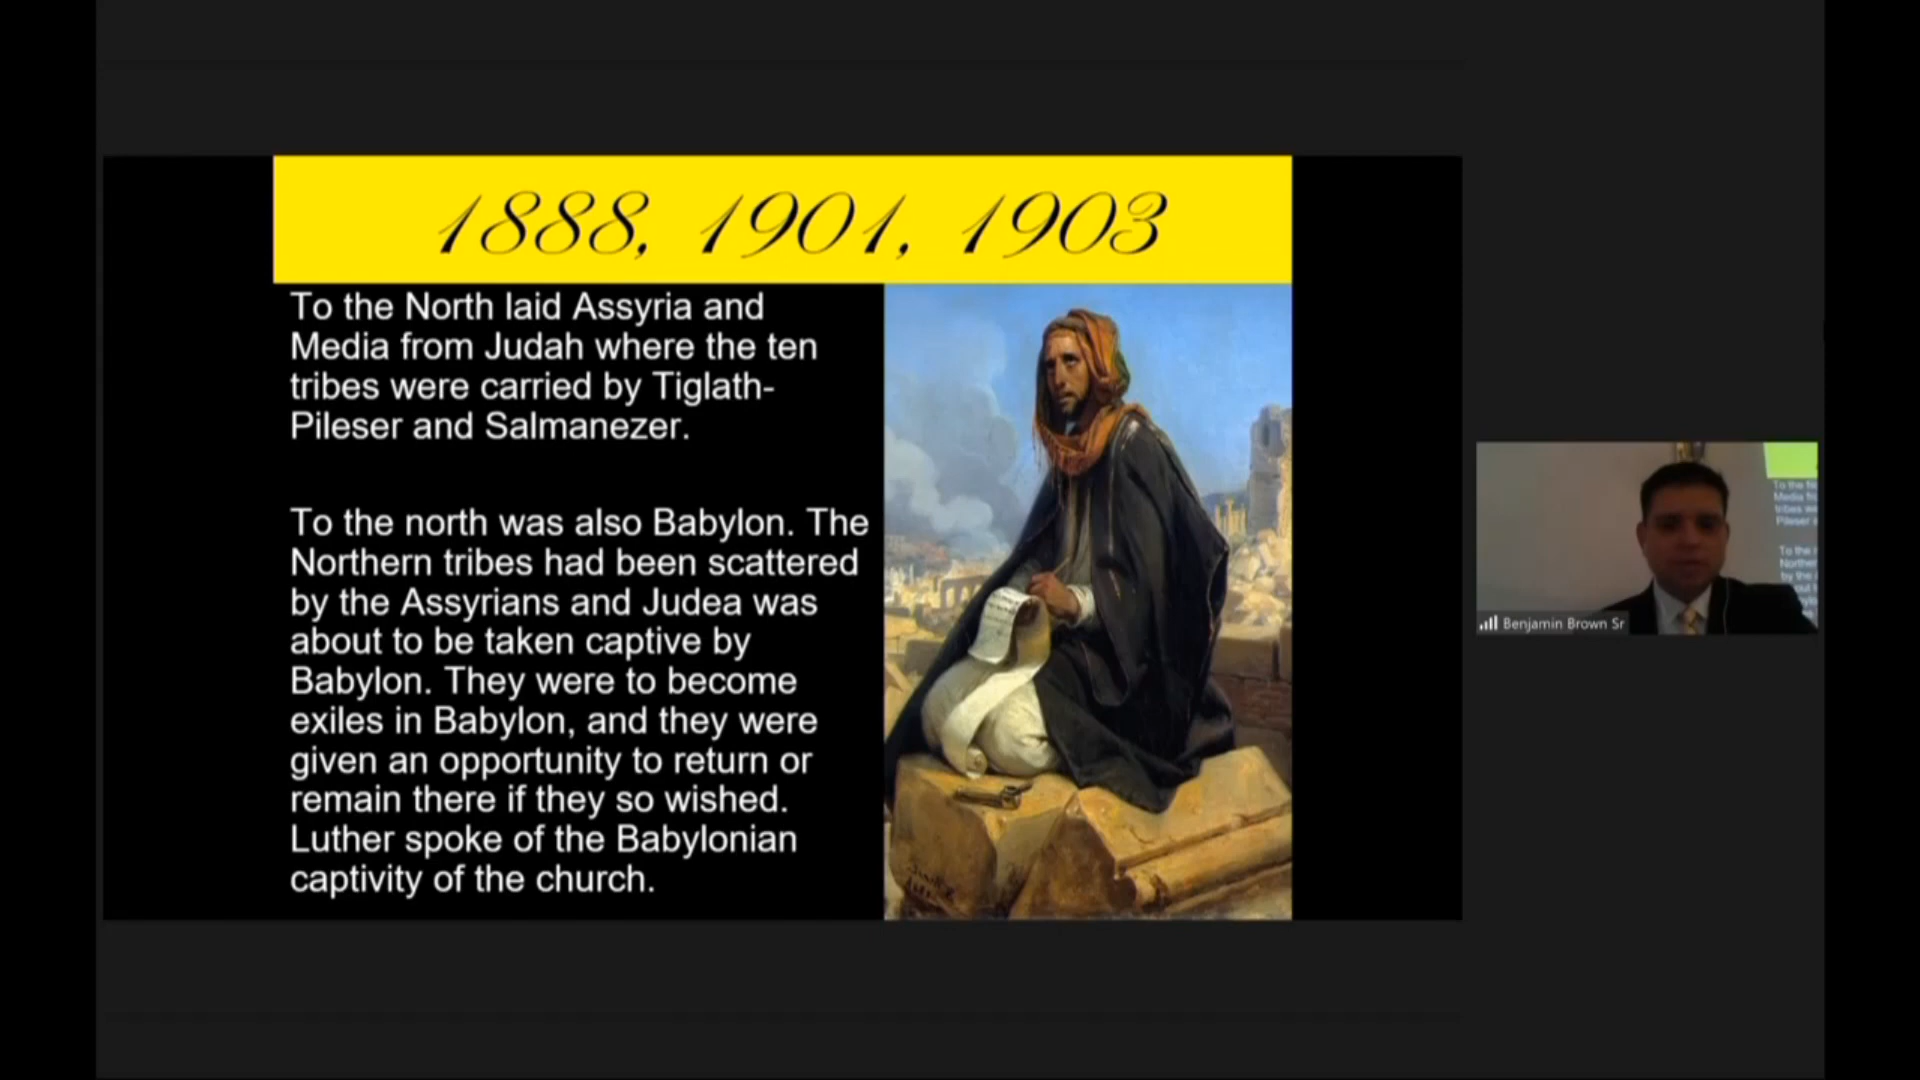 1888, 1901, 1903
To the North laid Assyria and
Media from Judah where the ten
tribes were carried by Tiglath-
Pileser and Salmanezer.
To the north was also Babylon. The
Northern tribes had been scattered
by the Assyrians and Judea was
about to be taken captive by
Babylon. They were to become
exiles in Babylon, and they were
given an opportunity to return or
remain there if they so wished.
Luther spoke of the Babylonian
captivity of the church.
Benjamin Brown Sr